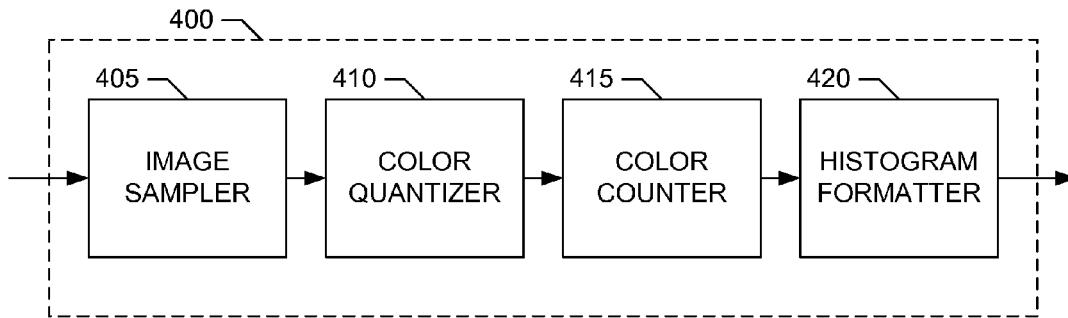 400
405
410
415
420
IMAGE
SAMPLER
COLOR
QUANTIZER
COLOR
COUNTER
HISTOGRAM
FORMATTER